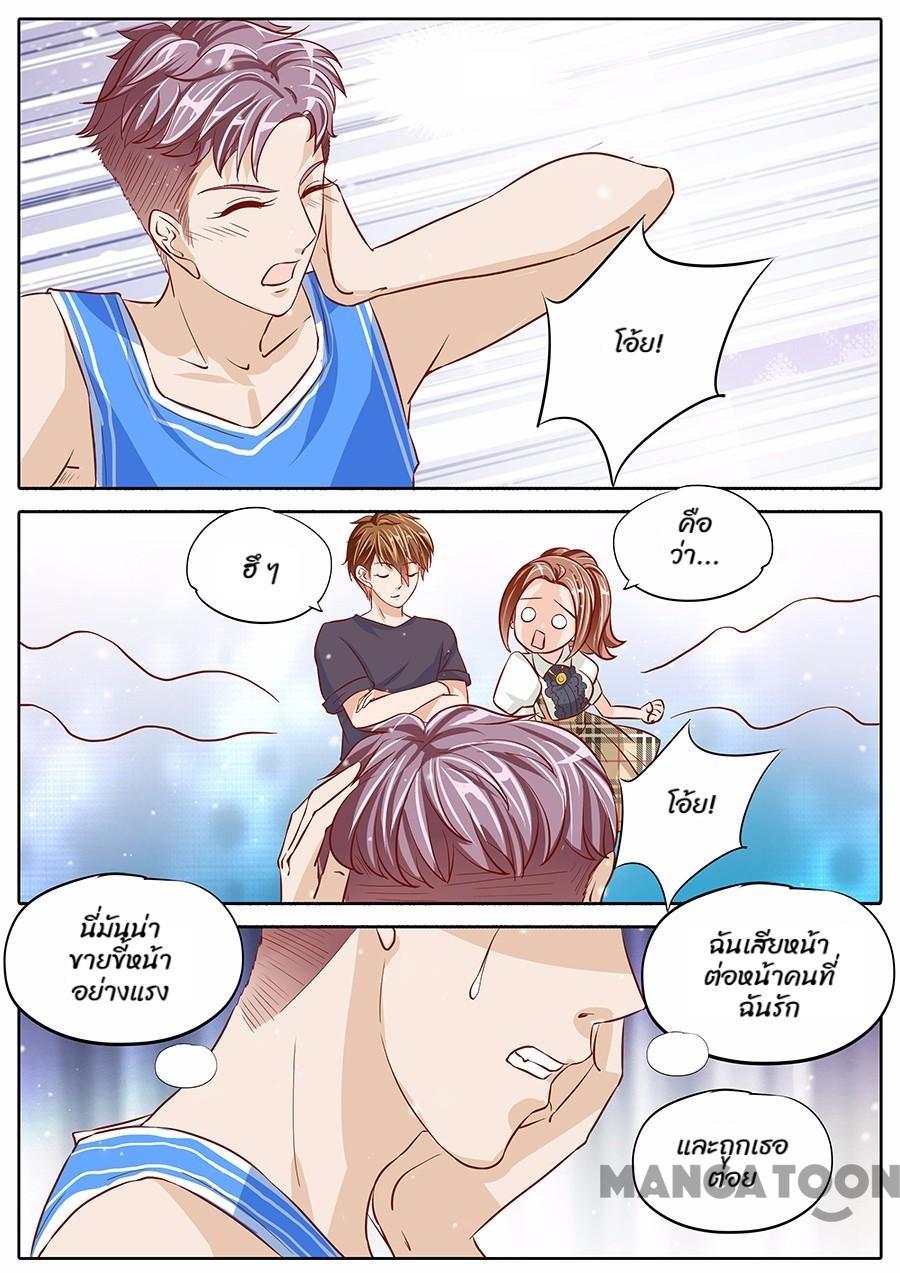 โอ้ย!
ฮึ ๆ
คือ
ว่า...
โอ้ย!
นี่มันน่า
ขายขี้หน้า
อย่างแรง
ฉันเสียหน้า
ต่อหน้าคนที่
ฉันรัก
และถูกเธอ
ต่อย
MANGATOON